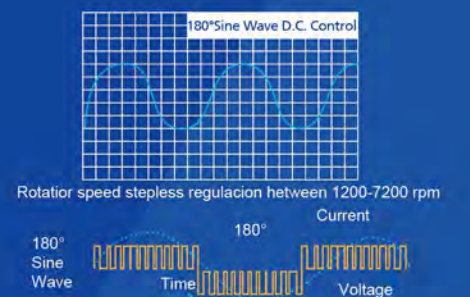 180°Sine Wave D.C. Control
Rotatior speed stepless regulacion hetween 1200-7200 rpm
Current
180°
180°
Sine
Wave
Time
Voltage